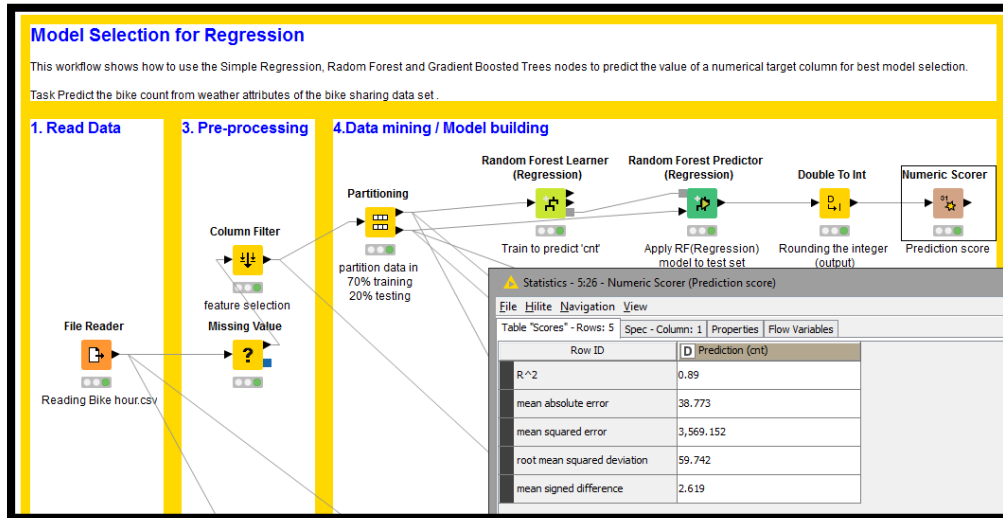 Model Selection for Regression
This workflow shows how to use the Simple Regression, Radom Forest and Gradient Boosted Trees nodes to predict the value of a numerical target column for best model selection.
Task Predict the bike count from weather attributes of the bike sharing data set .
1. Read Data
3. Pre-processing
4.Data mining / Model building
Random Forest Learner
(Regression)
Train to predict 'cnt'
Random Forest Predictor
(Regression)
Apply RF(Regression)
model to test set
Double To Int
D
I
Rounding the integer
(output)
Numeric Scorer
01
Prediction score
Partitioning
partition data in
70% training
20% testing
Column Filter
feature selection
File Reader
Reading Bike hour.csv
Missing Value
?
Statistics - 5:26 - Numeric Scorer (Prediction score)
File Hilite Navigation View
Table "Scores" - Rows: 5 Spec - Column: 1 Properties Flow Variables
Row ID D Prediction (cnt)
R^2 0.89
mean absolute error 38.773
mean squared error 3,569.152
root mean squared deviation 59.742
mean signed difference 2.619